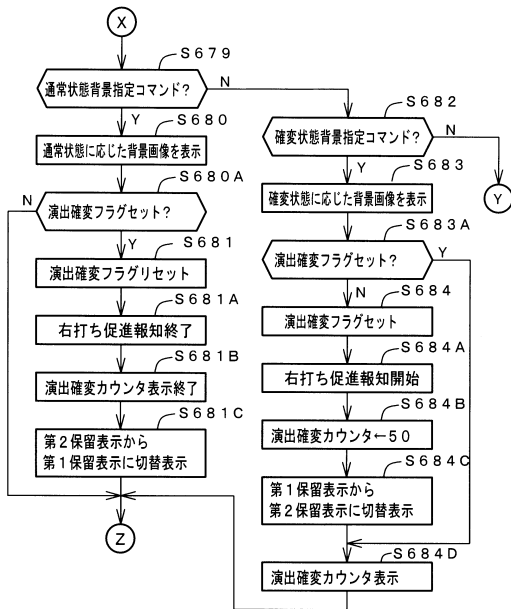 X
S679
通常状態背景指定コマンド？
N
Y
S680
通常状態に応じた背景画像を表示
S680A
N
演出確変フラグセット？
Y
S681
演出確変フラグリセット
S681A
右打ち促進報知終了
S681B
演出確変カウンタ表示終了
S681C
第２保留表示から
第１保留表示に切替表示
Z
S682
確変状態背景指定コマンド？
N
Y
Y
S683
確変状態に応じた背景画像を表示
S683A
演出確変フラグセット？
Y
N
S684
演出確変フラグセット
S684A
右打ち促進報知開始
S684B
演出確変カウンタ←５０
S684C
第１保留表示から
第２保留表示に切替表示
S684D
演出確変カウンタ表示